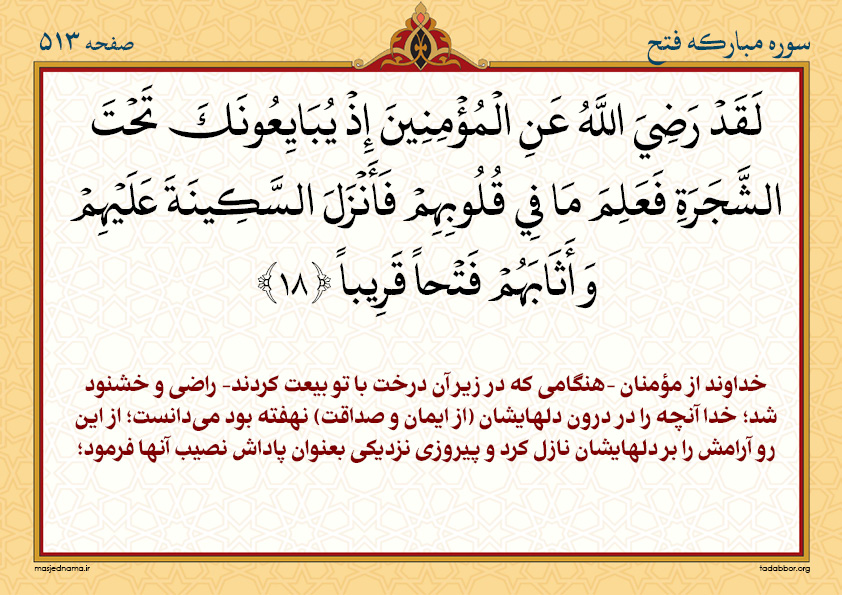 سوره مبارکه فتح
صفحه ۵۱۳
لَقَدْ رَضِيَ اللَّهُ عَنِ الْمُؤْمِنِينَ إِذْ يُبَايِعُونَكَ تَحْتَ
الشَّجَرَةِ فَعَلِمَ مَا فِي قُلُوبِهِمْ فَأَنْزَلَ السَّكِينَةَ عَلَيْهِمْ
وَأَثَابَهُمْ فَتْحاً قَرِيباً ﴿۱۸﴾
خداوند از مؤمنان -هنگامی که در زیر آن درخت با تو بیعت کردند- راضی و خشنود
شد؛ خدا آنچه را در درون دلهایشان (از ایمان و صداقت) نهفته بود می‌دانست؛ از این
رو آرامش را بر دلهایشان نازل کرد و پیروزی نزدیکی بعنوان پاداش نصیب آنها فرمود؛
masjednama.ir
tadabbor.org